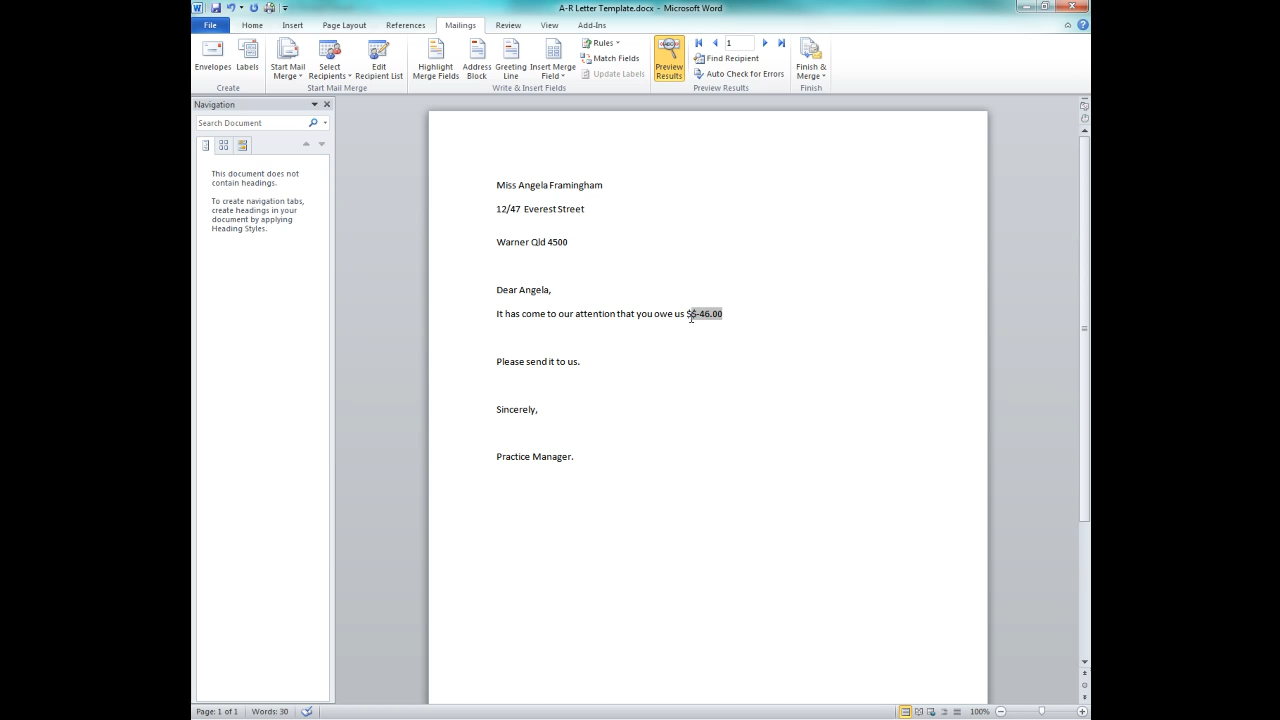 A-R Letter Template.docx - Microsoft Word
File Home Insert Page Layout References Mailings Review View Add-Ins
Envelopes Labels
Create
Start Mail Merge Select Recipients Edit Recipient List
Start Mail Merge
Highlight Merge Fields Address Block Greeting Line Insert Merge Field
Rules
Match Fields
Update Labels
Write & Insert Fields
Preview Results
1
Find Recipient
Auto Check for Errors
Preview Results
Finish & Merge
Finish
Navigation
Search Document
This document does not
contain headings.
To create navigation tabs,
create headings in your
document by applying
Heading Styles.
Miss Angela Framingham
12/47 Everest Street
Warner Qld 4500
Dear Angela,
It has come to our attention that you owe us $$-46.00
Please send it to us.
Sincerely,
Practice Manager.
Page: 1 of 1 Words: 30 100%